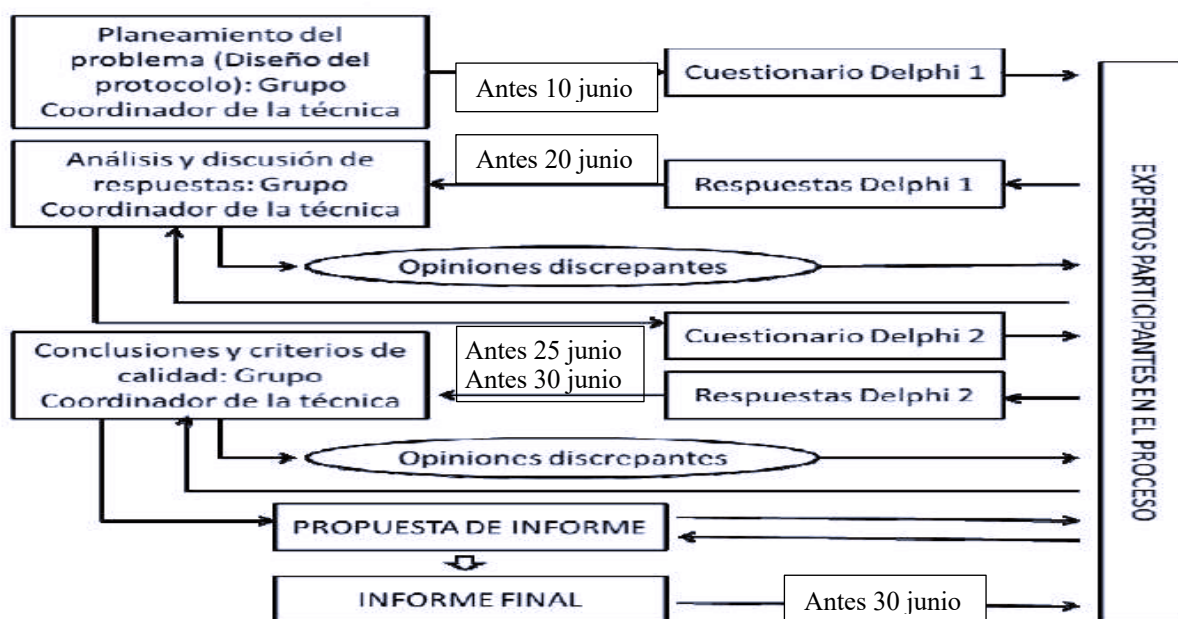 Planeamiento del
problema (Diseño del
protocolo): Grupo
Coordinador de la técnica
Antes 10 junio
Cuestionario Delphi 1
Análisis y discusión de
respuestas: Grupo
Coordinador de la técnica
Antes 20 junio
Respuestas Delphi 1
Opiniones discrepantes
Cuestionario Delphi 2
Conclusiones y criterios de
calidad: Grupo
Coordinador de la técnica
Antes 25 junio
Antes 30 junio
Respuestas Delphi 2
Opiniones discrepantes
PROPUESTA DE INFORME
INFORME FINAL
Antes 30 junio
EXPERTOS PARTICIPANTES EN EL PROCESO